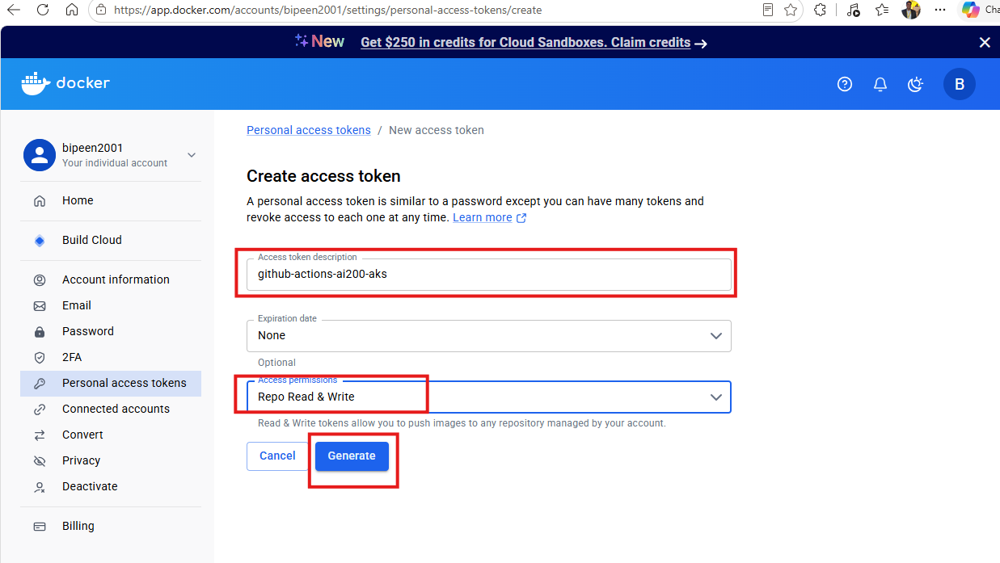 https://app.docker.com/accounts/bipeen2001/settings/personal-access-tokens/create
Cha
New Get $250 in credits for Cloud Sandboxes. Claim credits →
docker
B
bipeen2001
Your individual account
Home
Build Cloud
Account information
Email
Password
2FA
Personal access tokens
Connected accounts
Convert
Privacy
Deactivate
Billing
Personal access tokens / New access token
Create access token
A personal access token is similar to a password except you can have many tokens and
revoke access to each one at any time. Learn more
Access token description
github-actions-ai200-aks
Expiration date
None
Optional
Access permissions
Repo Read & Write
Read & Write tokens allow you to push images to any repository managed by your account.
Cancel
Generate